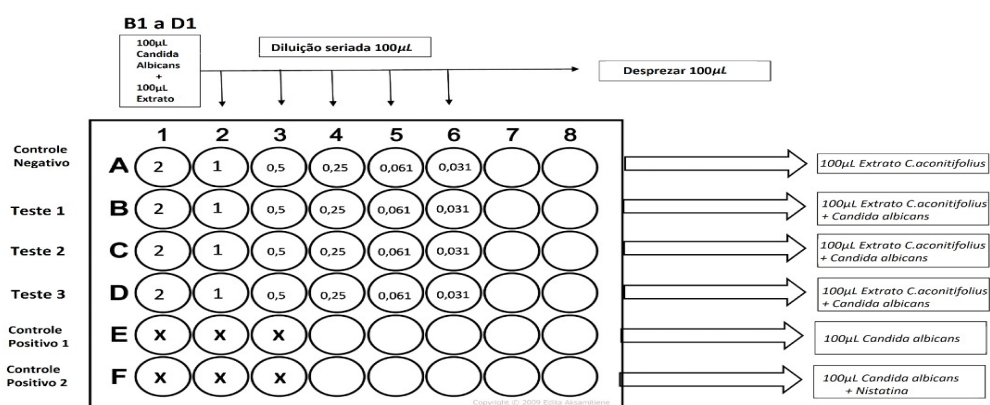 B1 a D1
100µL
Candida
Albicans
+
100µL
Extrato
Diluição seriada 100µL
Desprezar 100µL
1 2 3 4 5 6 7 8
Controle
Negativo
A 2 1 0,5 0,25 0,061 0,031
100µL Extrato C.aconitifolius
Teste 1
B 2 1 0,5 0,25 0,061 0,031
100µL Extrato C.aconitifolius
+ Candida albicans
Teste 2
C 2 1 0,5 0,25 0,061 0,031
100µL Extrato C.aconitifolius
+ Candida albicans
Teste 3
D 2 1 0,5 0,25 0,061 0,031
100µL Extrato C.aconitifolius
+ Candida albicans
Controle
Positivo 1
E x x x
100µL Candida albicans
Controle
Positivo 2
F x x x
100µL Candida albicans
+ Nistatina
Copyright © 2009 Edita Aksamitiene